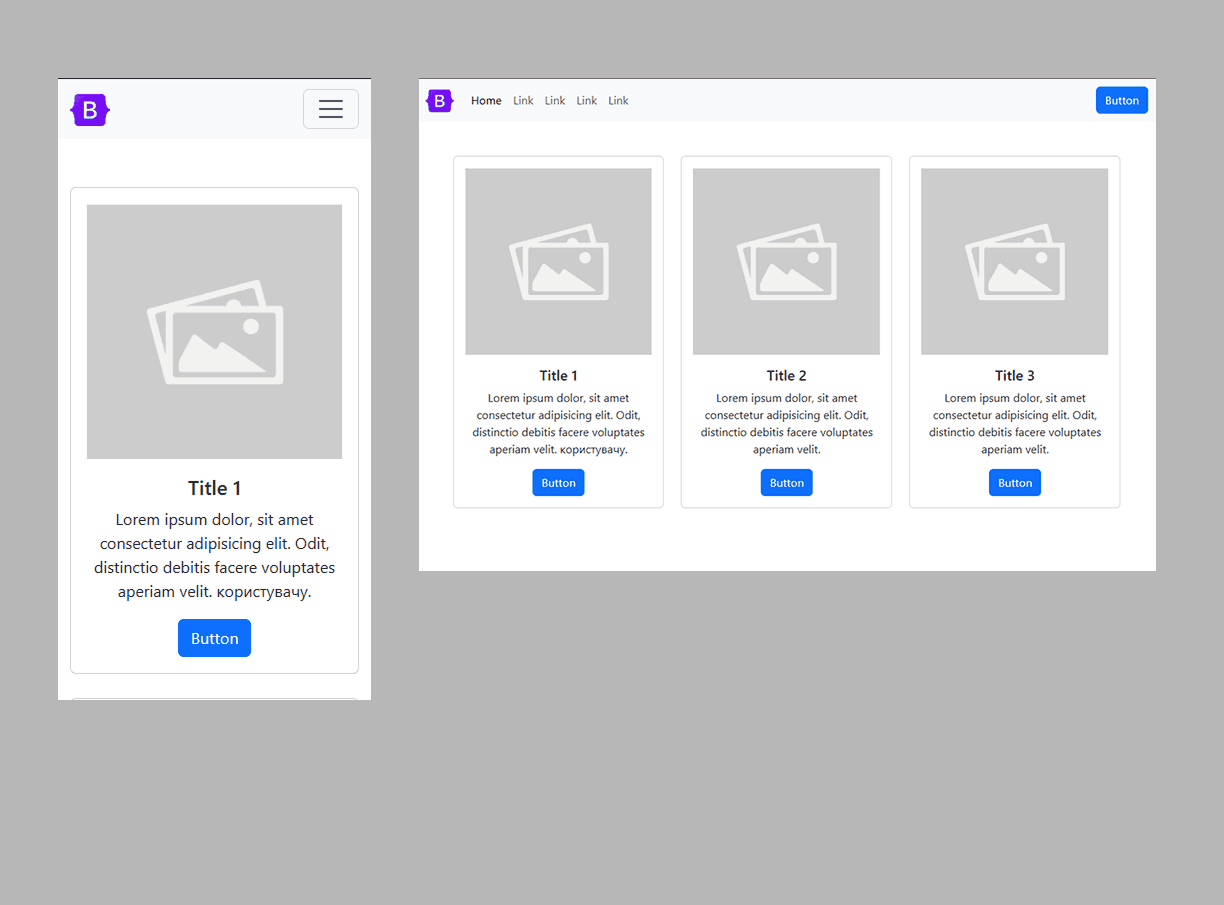 B
Title 1
Lorem ipsum dolor, sit amet
consectetur adipisicing elit. Odit,
distinctio debitis facere voluptates
aperiam velit. користувачу.
Button
B Home Link Link Link Link Button
Title 1
Lorem ipsum dolor, sit amet
consectetur adipisicing elit. Odit,
distinctio debitis facere voluptates
aperiam velit. користувачу.
Button
Title 2
Lorem ipsum dolor, sit amet
consectetur adipisicing elit. Odit,
distinctio debitis facere voluptates
aperiam velit.
Button
Title 3
Lorem ipsum dolor, sit amet
consectetur adipisicing elit. Odit,
distinctio debitis facere voluptates
aperiam velit.
Button